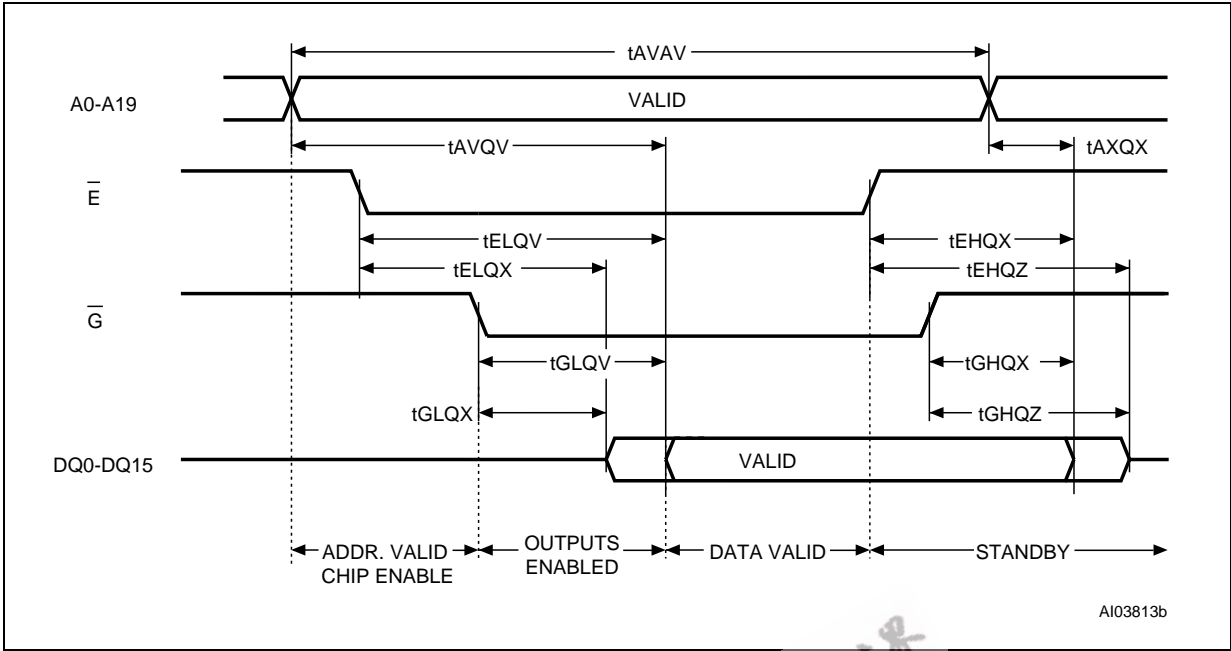 tAVAV
A0-A19
VALID
tAVQV
tAXQX
E
tELQV
tEHQX
tELQX
tEHQZ
G
tGLQV
tGHQX
tGLQX
tGHQZ
DQ0-DQ15
VALID
ADDR. VALID
CHIP ENABLE
OUTPUTS
ENABLED
DATA VALID
STANDBY
AI03813b